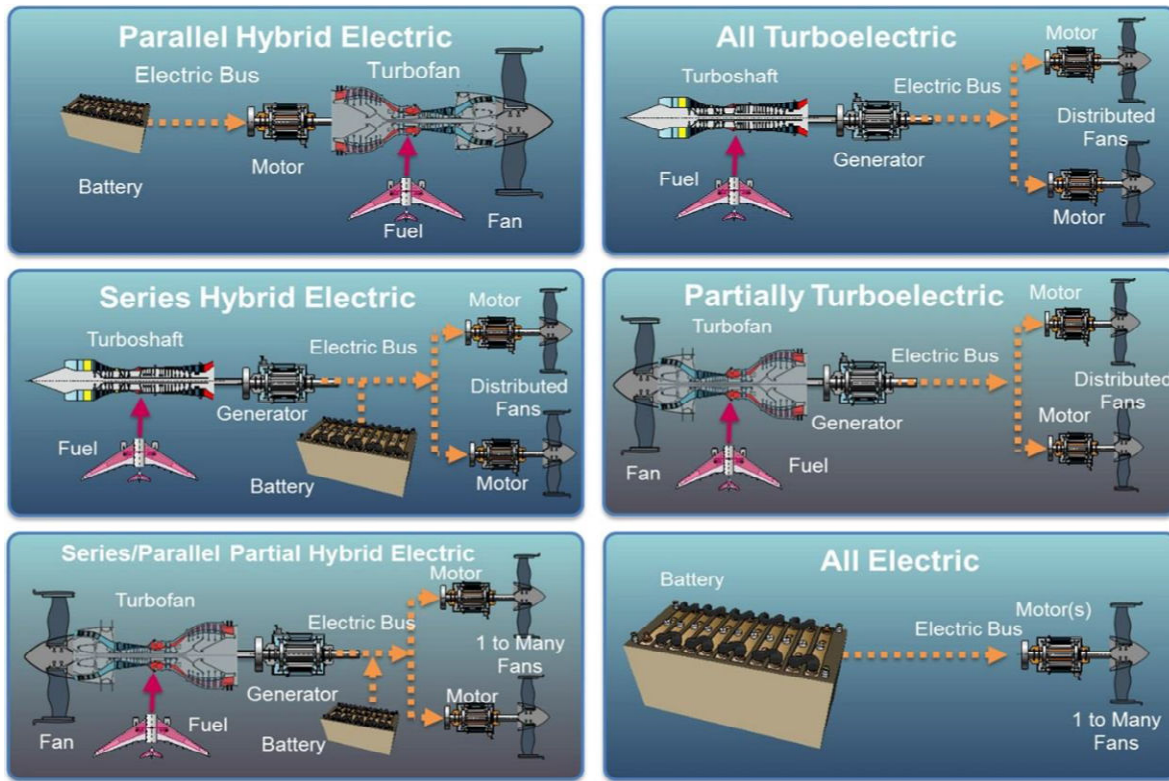 Parallel Hybrid Electric
Electric Bus
Turbofan
Motor
Battery
Fuel
Fan
All Turboelectric
Motor
Turboshaft
Electric Bus
Distributed
Fans
Generator
Fuel
Motor
Series Hybrid Electric
Motor
Turboshaft
Electric Bus
Distributed
Fans
Generator
Fuel
Battery
Motor
Partially Turboelectric
Motor
Turbofan
Electric Bus
Distributed
Fans
Generator
Motor
Fan
Fuel
Series/Parallel Partial Hybrid Electric
Motor
Turbofan
Electric Bus
1 to Many
Fans
Generator
Motor
Fuel
Fan
Battery
All Electric
Battery
Motor(s)
Electric Bus
1 to Many
Fans